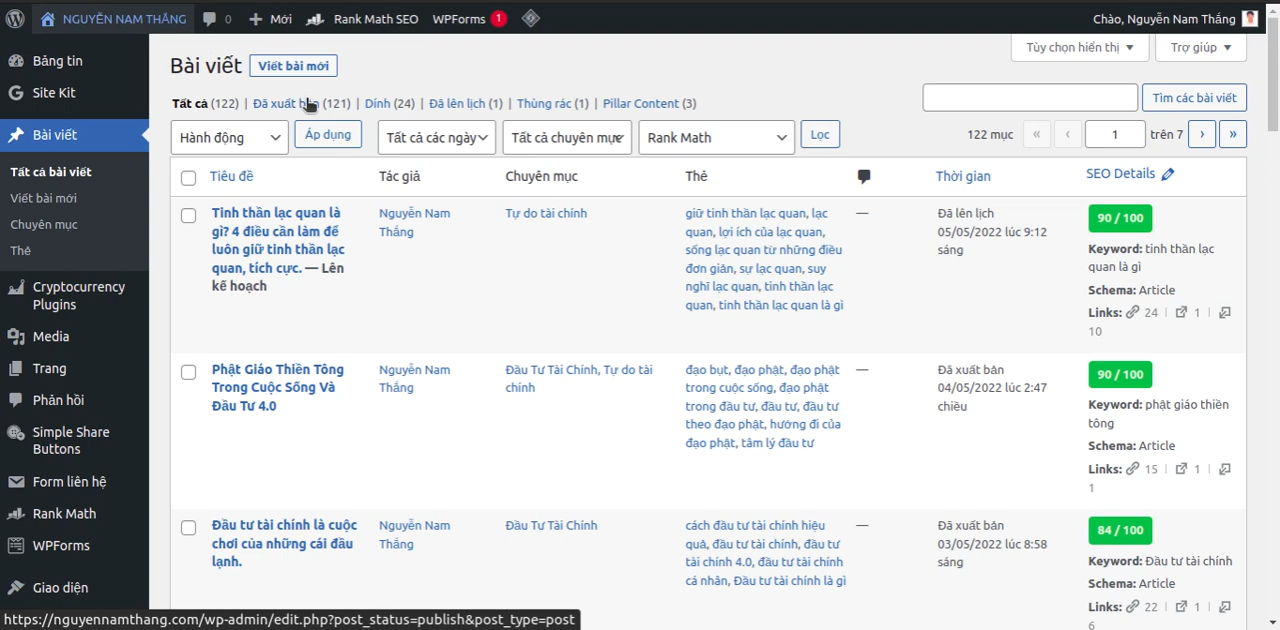 NGUYỄN NAM THẮNG 0 Mới Rank Math SEO WPForms 1 Chào, Nguyễn Nam Thắng
Tùy chọn hiển thị ▼ Trợ giúp ▼
Bảng tin
Site Kit
Bài viết
Tất cả bài viết
Viết bài mới
Chuyên mục
Thẻ
Cryptocurrency
Plugins
Media
Trang
Phản hồi
Simple Share
Buttons
Form liên hệ
Rank Math
WPForms
Giao diện
Bài viết Viết bài mới
Tất cả (122) | Đã xuất bản (121) | Dính (24) | Đã lên lịch (1) | Thùng rác (1) | Pillar Content (3)
Tìm các bài viết
Hành động Áp dụng Tất cả các ngày Tất cả chuyên mục Rank Math Lọc 122 mục « ‹ 1 trên 7 › »
Tiêu đề Tác giả Chuyên mục Thẻ Thời gian SEO Details
Tinh thần lạc quan là
gì? 4 điều cần làm để
luôn giữ tinh thần lạc
quan, tích cực. — Lên
kế hoạch
Nguyễn Nam
Thắng
Tự do tài chính
giữ tinh thần lạc quan, lạc
quan, lợi ích của lạc quan,
sống lạc quan từ những điều
đơn giản, sự lạc quan, suy
nghĩ lạc quan, tinh thần lạc
quan, tinh thần lạc quan là gì
—
Đã lên lịch
05/05/2022 lúc 9:12
sáng
90 / 100
Keyword: tinh thần lạc
quan là gì
Schema: Article
Links: 24 | 1 |
10
Phật Giáo Thiền Tông
Trong Cuộc Sống Và
Đầu Tư 4.0
Nguyễn Nam
Thắng
Đầu Tư Tài Chính, Tự do tài
chính
đạo bụt, đạo phật, đạo phật
trong cuộc sống, đạo phật
trong đầu tư, đầu tư, đầu tư
theo đạo phật, hướng đi của
đạo phật, tâm lý đầu tư
—
Đã xuất bản
04/05/2022 lúc 2:47
chiều
90 / 100
Keyword: phật giáo thiền
tông
Schema: Article
Links: 15 | 1 |
1
Đầu tư tài chính là cuộc
chơi của những cái đầu
lạnh.
Nguyễn Nam
Thắng
Đầu Tư Tài Chính
cách đầu tư tài chính hiệu
quả, đầu tư tài chính, đầu tư
tài chính 4.0, đầu tư tài chính
cá nhân, Đầu tư tài chính là gì
—
Đã xuất bản
03/05/2022 lúc 8:58
sáng
84 / 100
Keyword: Đầu tư tài chính
Schema: Article
Links: 22 | 1 |
6
https://nguyennamthang.com/wp-admin/edit.php?post_status=publish&post_type=post